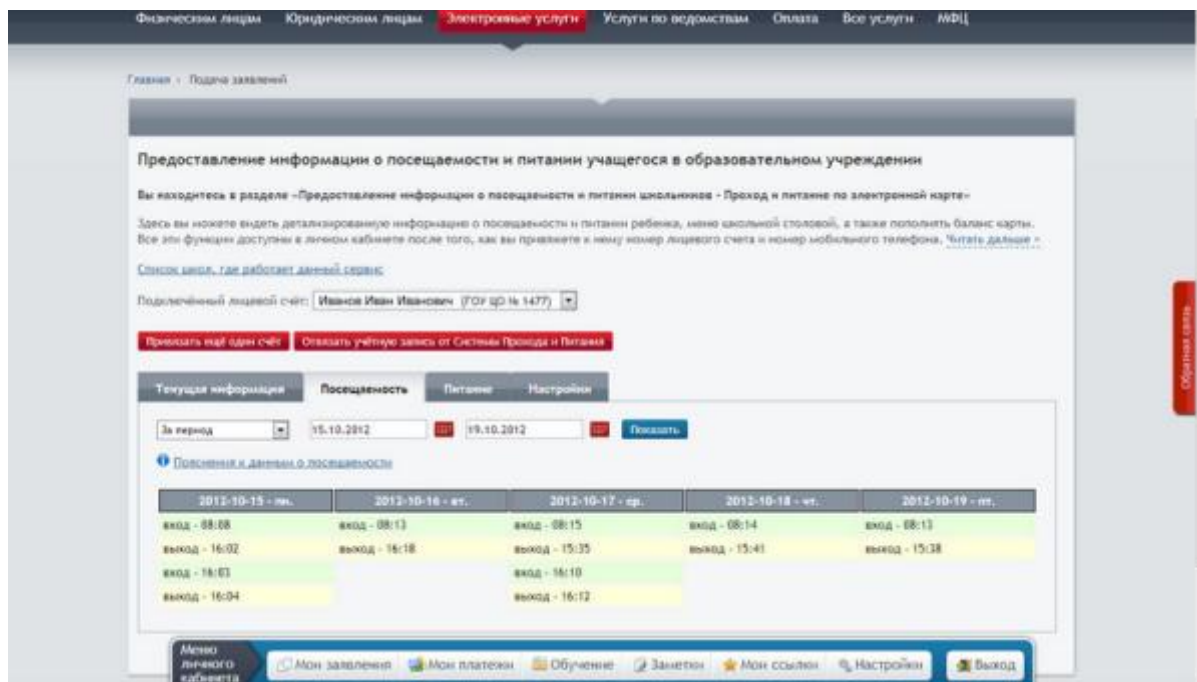 Физическим лицам Юридическим лицам Электронные услуги Услуги по ведомствам Оплата Все услуги МФЦ
Главная › Подача заявлений
Предоставление информации о посещаемости и питании учащегося в образовательном учреждении
Вы находитесь в разделе «Предоставление информации о посещаемости и питании школьников - Проход и питание по электронной карте»
Здесь вы можете видеть детализированную информацию о посещаемости и питании ребенка, меню школьной столовой, а также пополнять баланс карты.
Все эти функции доступны в личном кабинете после того, как вы привяжете к нему номер лицевого счета и номер мобильного телефона. Читать дальше »
Список школ, где работает данный сервис
Подключённый лицевой счёт: Иванов Иван Иванович (ГОУ ЦО № 1477)
Привязать ещё один счёт Отвязать учётную запись от Системы Прохода и Питания
Обратная связь
Текущая информация Посещаемость Питание Настройки
За период 15.10.2012 19.10.2012 Показать
Пояснения к данным о посещаемости
2012-10-15 - пн. 2012-10-16 - вт. 2012-10-17 - ср. 2012-10-18 - чт. 2012-10-19 - пт.
вход - 08:08 вход - 08:13 вход - 08:15 вход - 08:14 вход - 08:13
выход - 16:02 выход - 16:18 выход - 15:35 выход - 15:41 выход - 15:38
вход - 16:03 вход - 16:10
выход - 16:04 выход - 16:12
Меню
личного
кабинета
Мои заявления Мои платежи Обучение Заметки Мои ссылки Настройки Выход